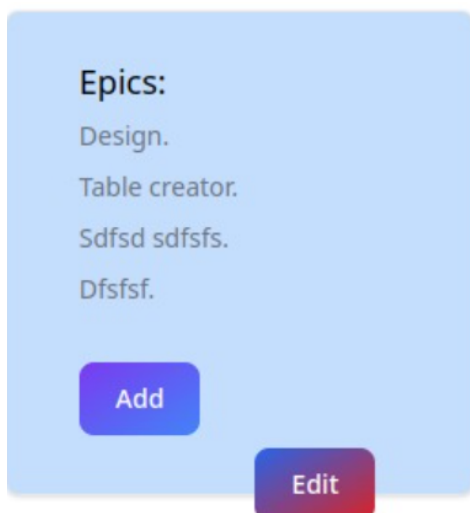 Epics:
Design.
Table creator.
Sdfsd sdfsfs.
Dfsfsf.
Add
Edit